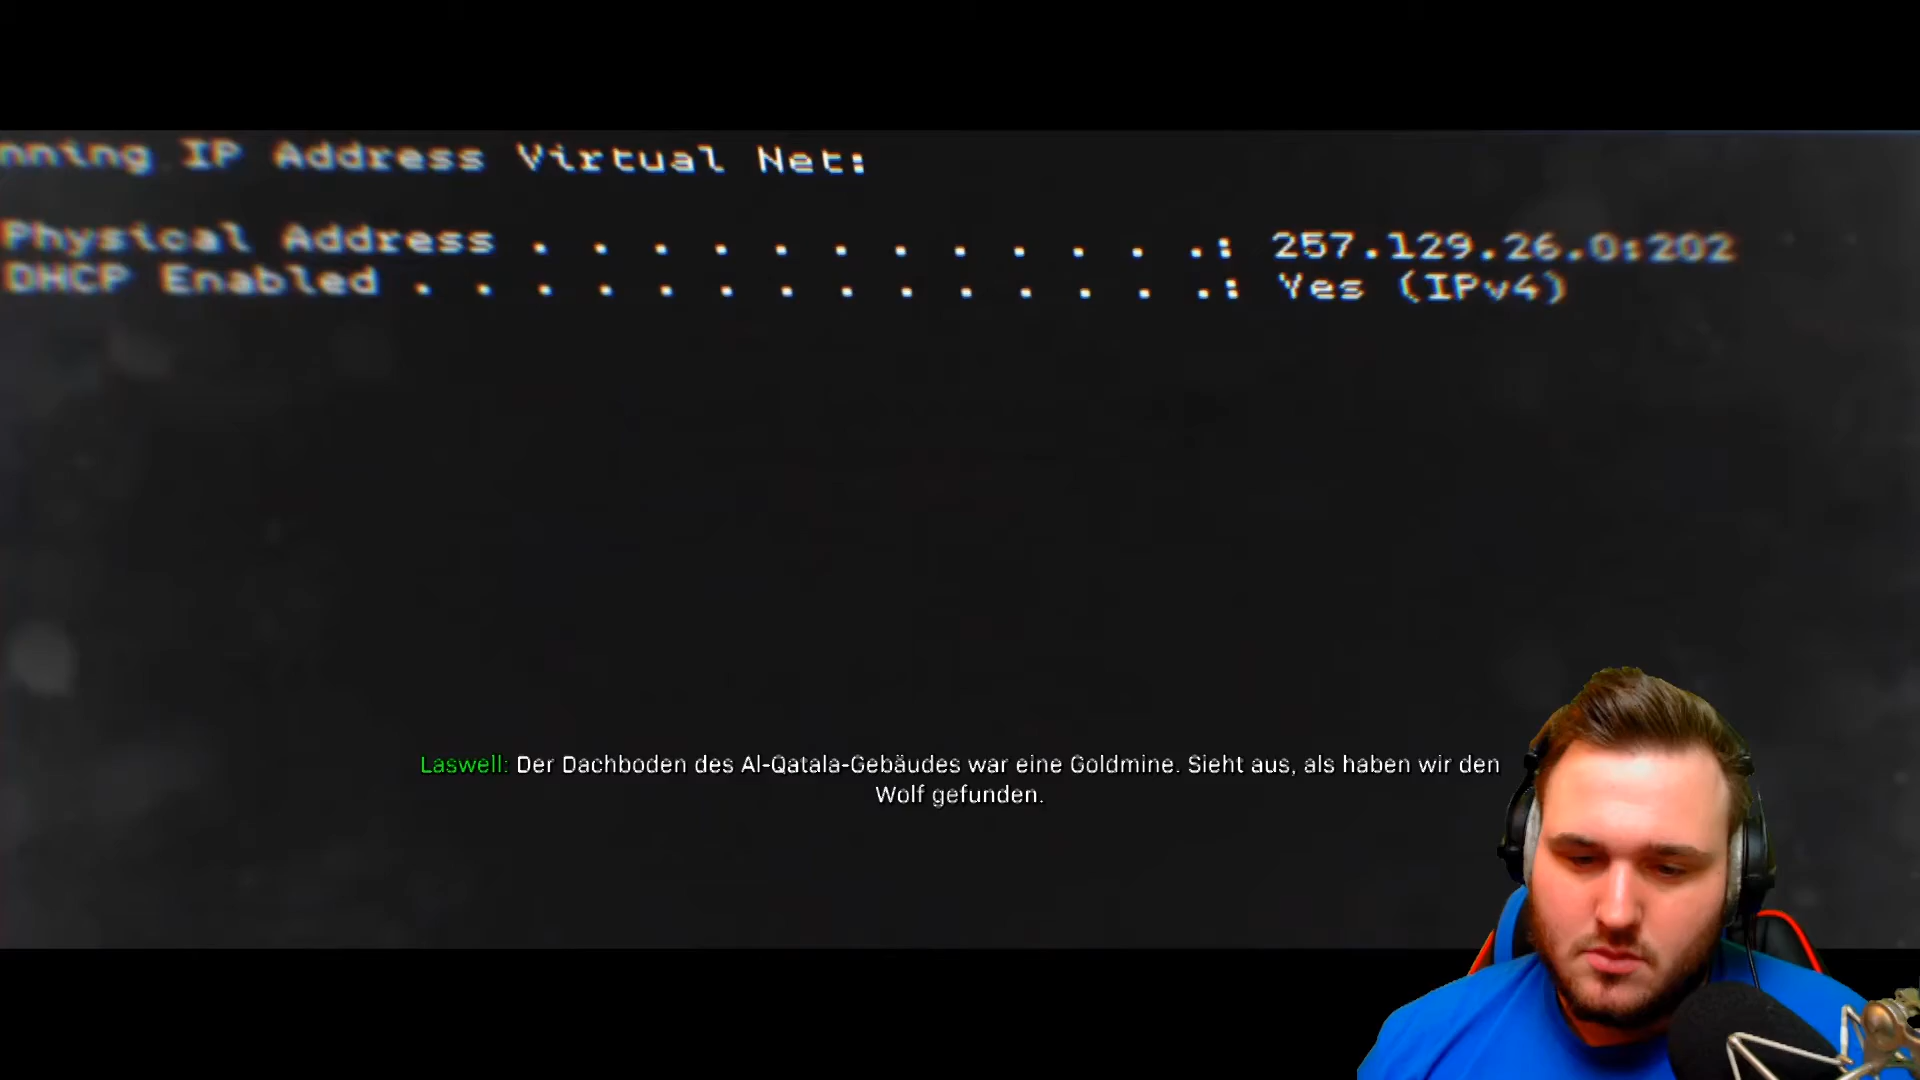 nning IP Address Virtual Net:
Physical Address . . . . . . . . . . . .: 257.129.26.0:202
DHCP Enabled . . . . . . . . . . . . . .: Yes (IPv4)
Laswell: Der Dachboden des Al-Qatala-Gebäudes war eine Goldmine. Sieht aus, als haben wir den
Wolf gefunden.